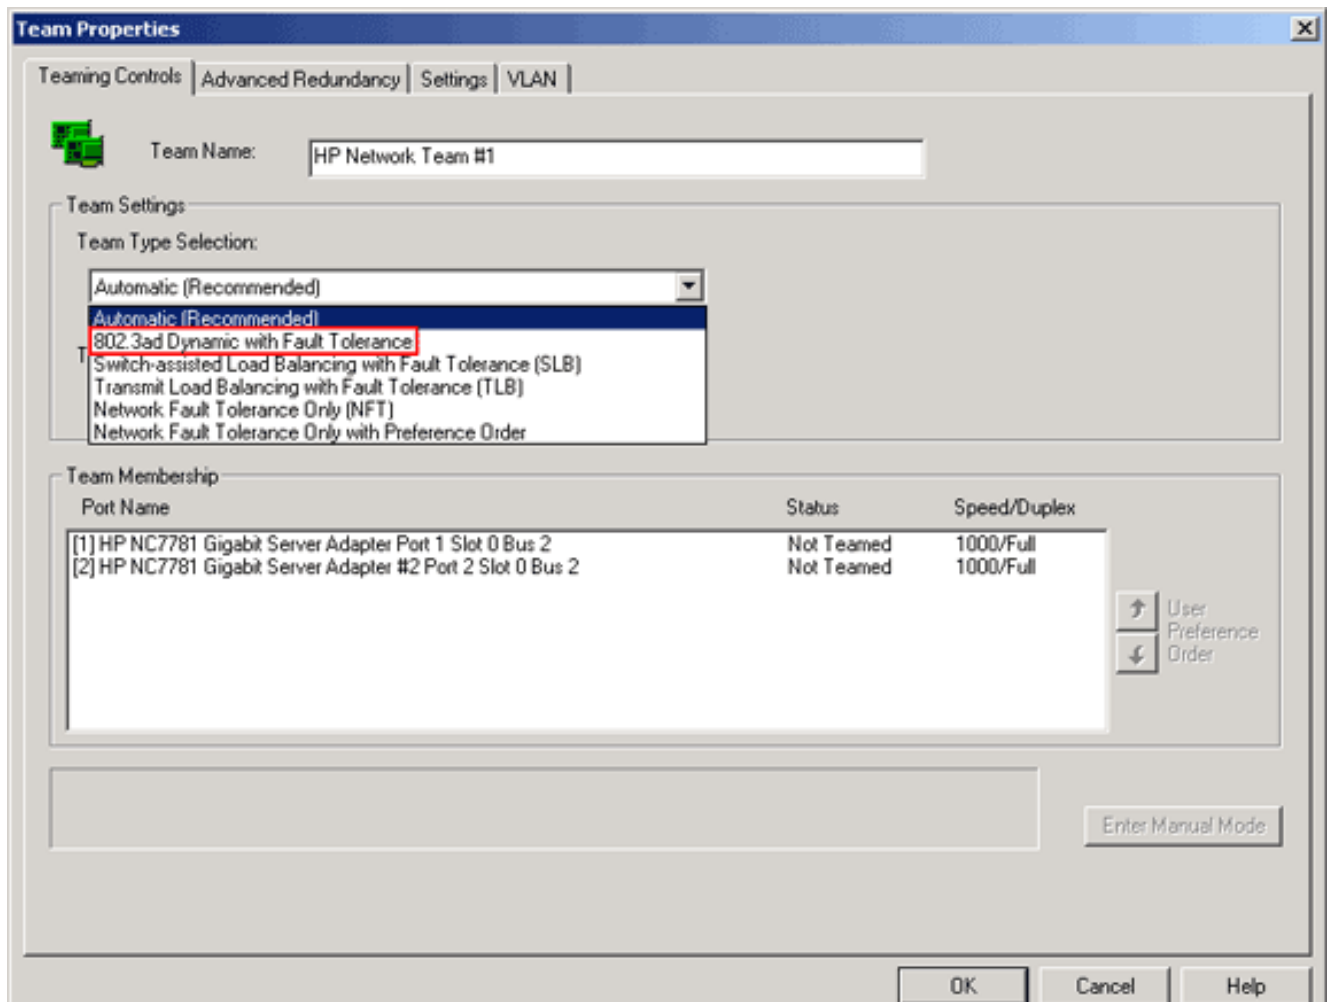 Team Properties
Teaming Controls Advanced Redundancy Settings VLAN
Team Name: HP Network Team #1
Team Settings
Team Type Selection:
Automatic (Recommended)
Automatic (Recommended)
802.3ad Dynamic with Fault Tolerance
Switch-assisted Load Balancing with Fault Tolerance (SLB)
Transmit Load Balancing with Fault Tolerance (TLB)
Network Fault Tolerance Only (NFT)
Network Fault Tolerance Only with Preference Order
Team Membership
Port Name Status Speed/Duplex
[1] HP NC7781 Gigabit Server Adapter Port 1 Slot 0 Bus 2 Not Teamed 1000/Full
[2] HP NC7781 Gigabit Server Adapter #2 Port 2 Slot 0 Bus 2 Not Teamed 1000/Full
User
Preference
Order
Enter Manual Mode
OK Cancel Help